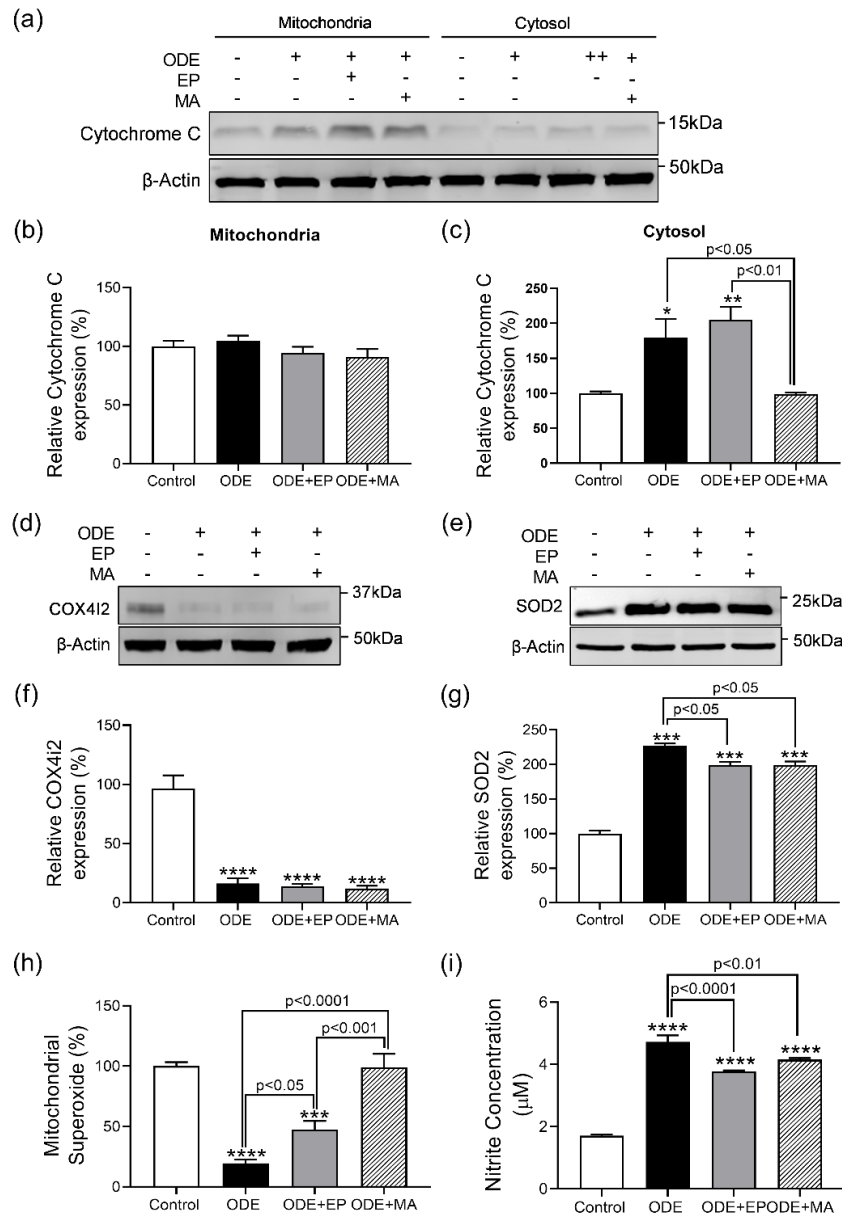 (a)
Mitochondria Cytosol
ODE - + + + - + ++ +
EP - - + - - - - -
MA - - - + - - +
Cytochrome C 15kDa
β-Actin 50kDa
(b) Mitochondria
Relative Cytochrome C
expression (%)
150
100
50
0
Control ODE ODE+EP ODE+MA
(c) Cytosol
p<0.05
p<0.01
* **
Relative Cytochrome C
expression (%)
250
200
150
100
50
0
Control ODE ODE+EP ODE+MA
(d)
ODE - + + +
EP - - + -
MA - - - +
COX4I2 37kDa
β-Actin 50kDa
(e)
ODE - + + +
EP - - + -
MA - - - +
SOD2 25kDa
β-Actin 50kDa
(f)
Relative COX4i2
expression (%)
150
100
50
0
**** **** ****
Control ODE ODE+EP ODE+MA
(g)
p<0.05
p<0.05
*** *** ***
Relative SOD2
expression (%)
250
200
150
100
50
0
Control ODE ODE+EP ODE+MA
(h)
p<0.0001
p<0.001
p<0.05
**** ***
Mitochondrial
Superoxide (%)
150
100
50
0
Control ODE ODE+EP ODE+MA
(i)
p<0.01
p<0.0001
**** **** ****
Nitrite Concentration
(μM)
6
4
2
0
Control ODE ODE+EP ODE+MA